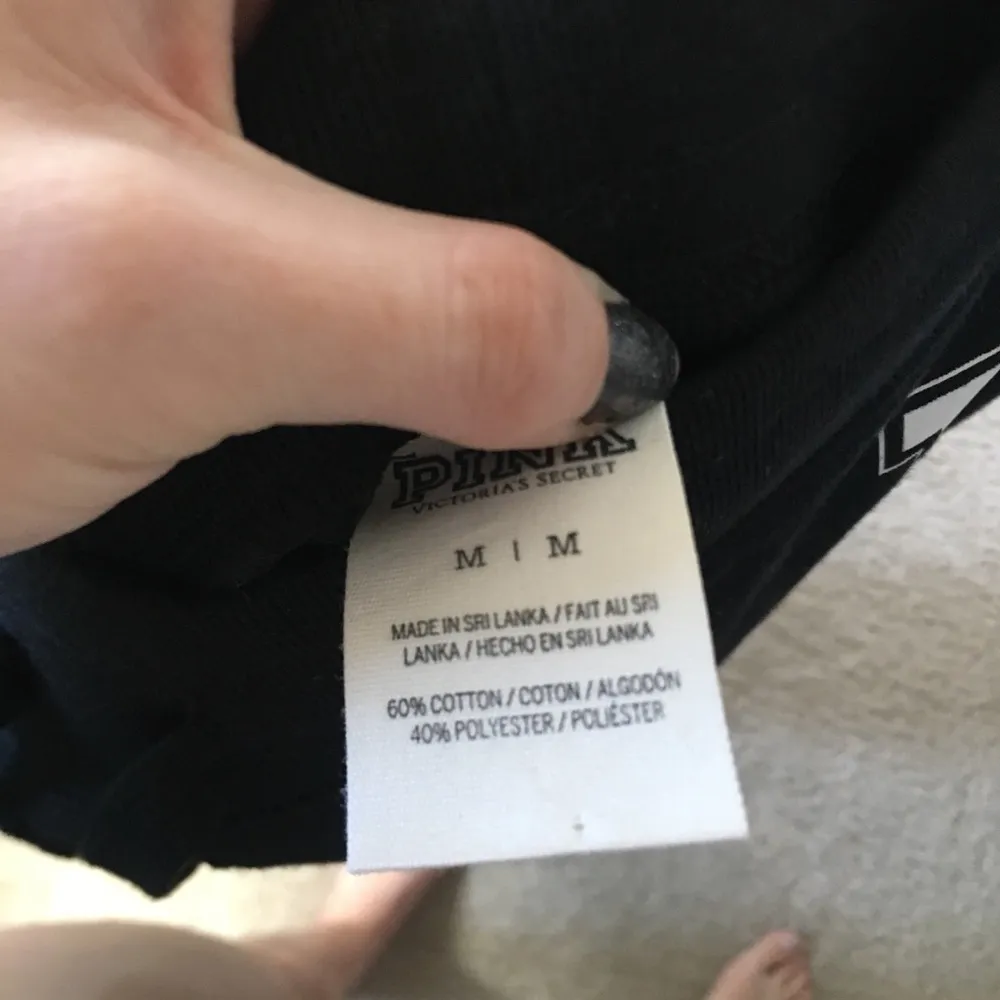 PINK
VICTORIA'S SECRET
M | M
MADE IN SRI LANKA / FAIT AU SRI
LANKA / HECHO EN SRI LANKA
60% COTTON / COTON / ALGODÓN
40% POLYESTER / POLIÉSTER